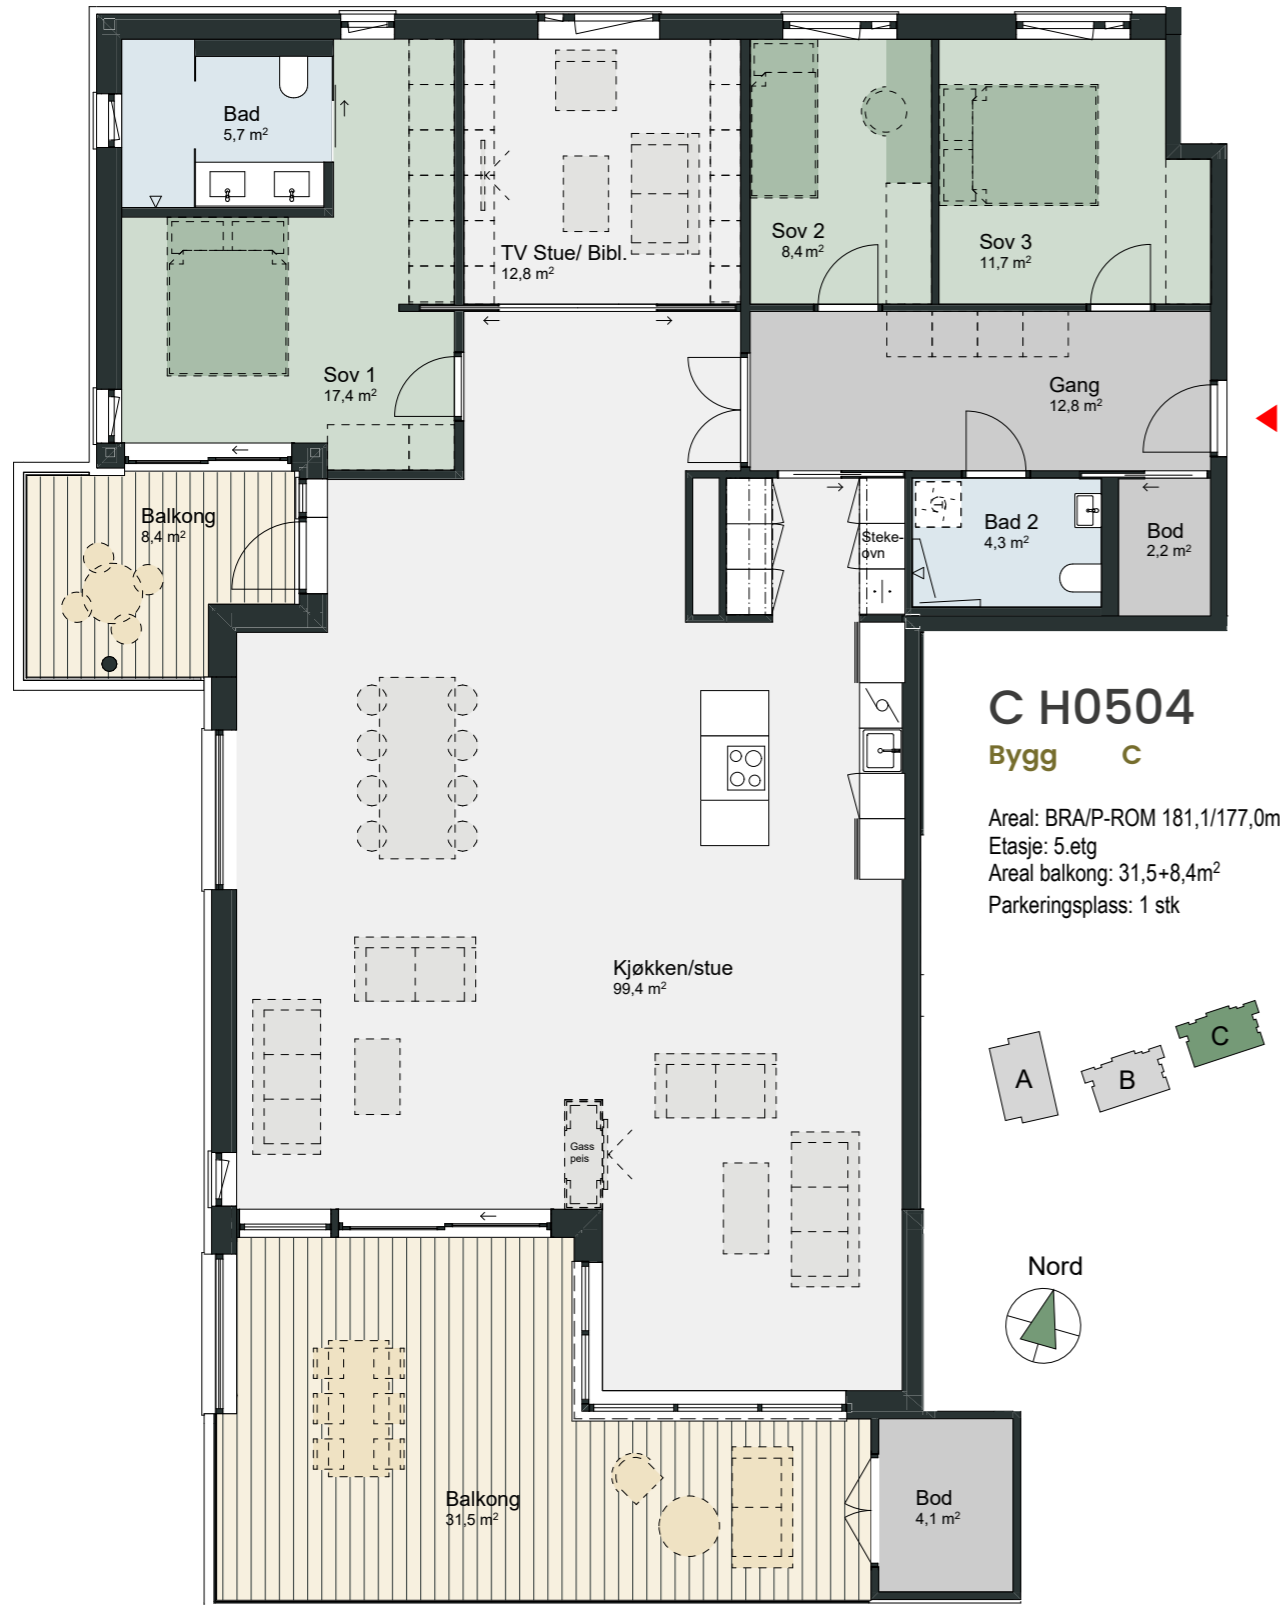 Bad
5,7 m²
TV Stue/ Bibl.
12,8 m²
Sov 2
8,4 m²
Sov 3
11,7 m²
Sov 1
17,4 m²
Gang
12,8 m²
Balkong
8,4 m²
Steke-
ovn
Bad 2
4,3 m²
Bod
2,2 m²
C H0504
Bygg C
Areal: BRA/P-ROM 181,1/177,0m
Etasje: 5.etg
Areal balkong: 31,5+8,4m²
Parkeringsplass: 1 stk
Kjøkken/stue
99,4 m²
A
B
C
Gass
peis
Nord
Balkong
31,5 m²
Bod
4,1 m²